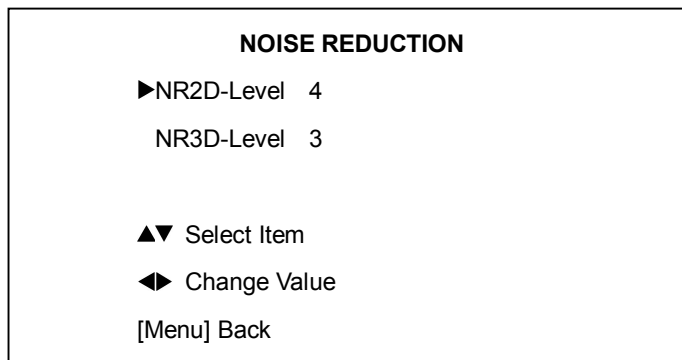 NOISE REDUCTION
▶NR2D-Level 4
NR3D-Level 3
▲▼ Select Item
◀▶ Change Value
[Menu] Back